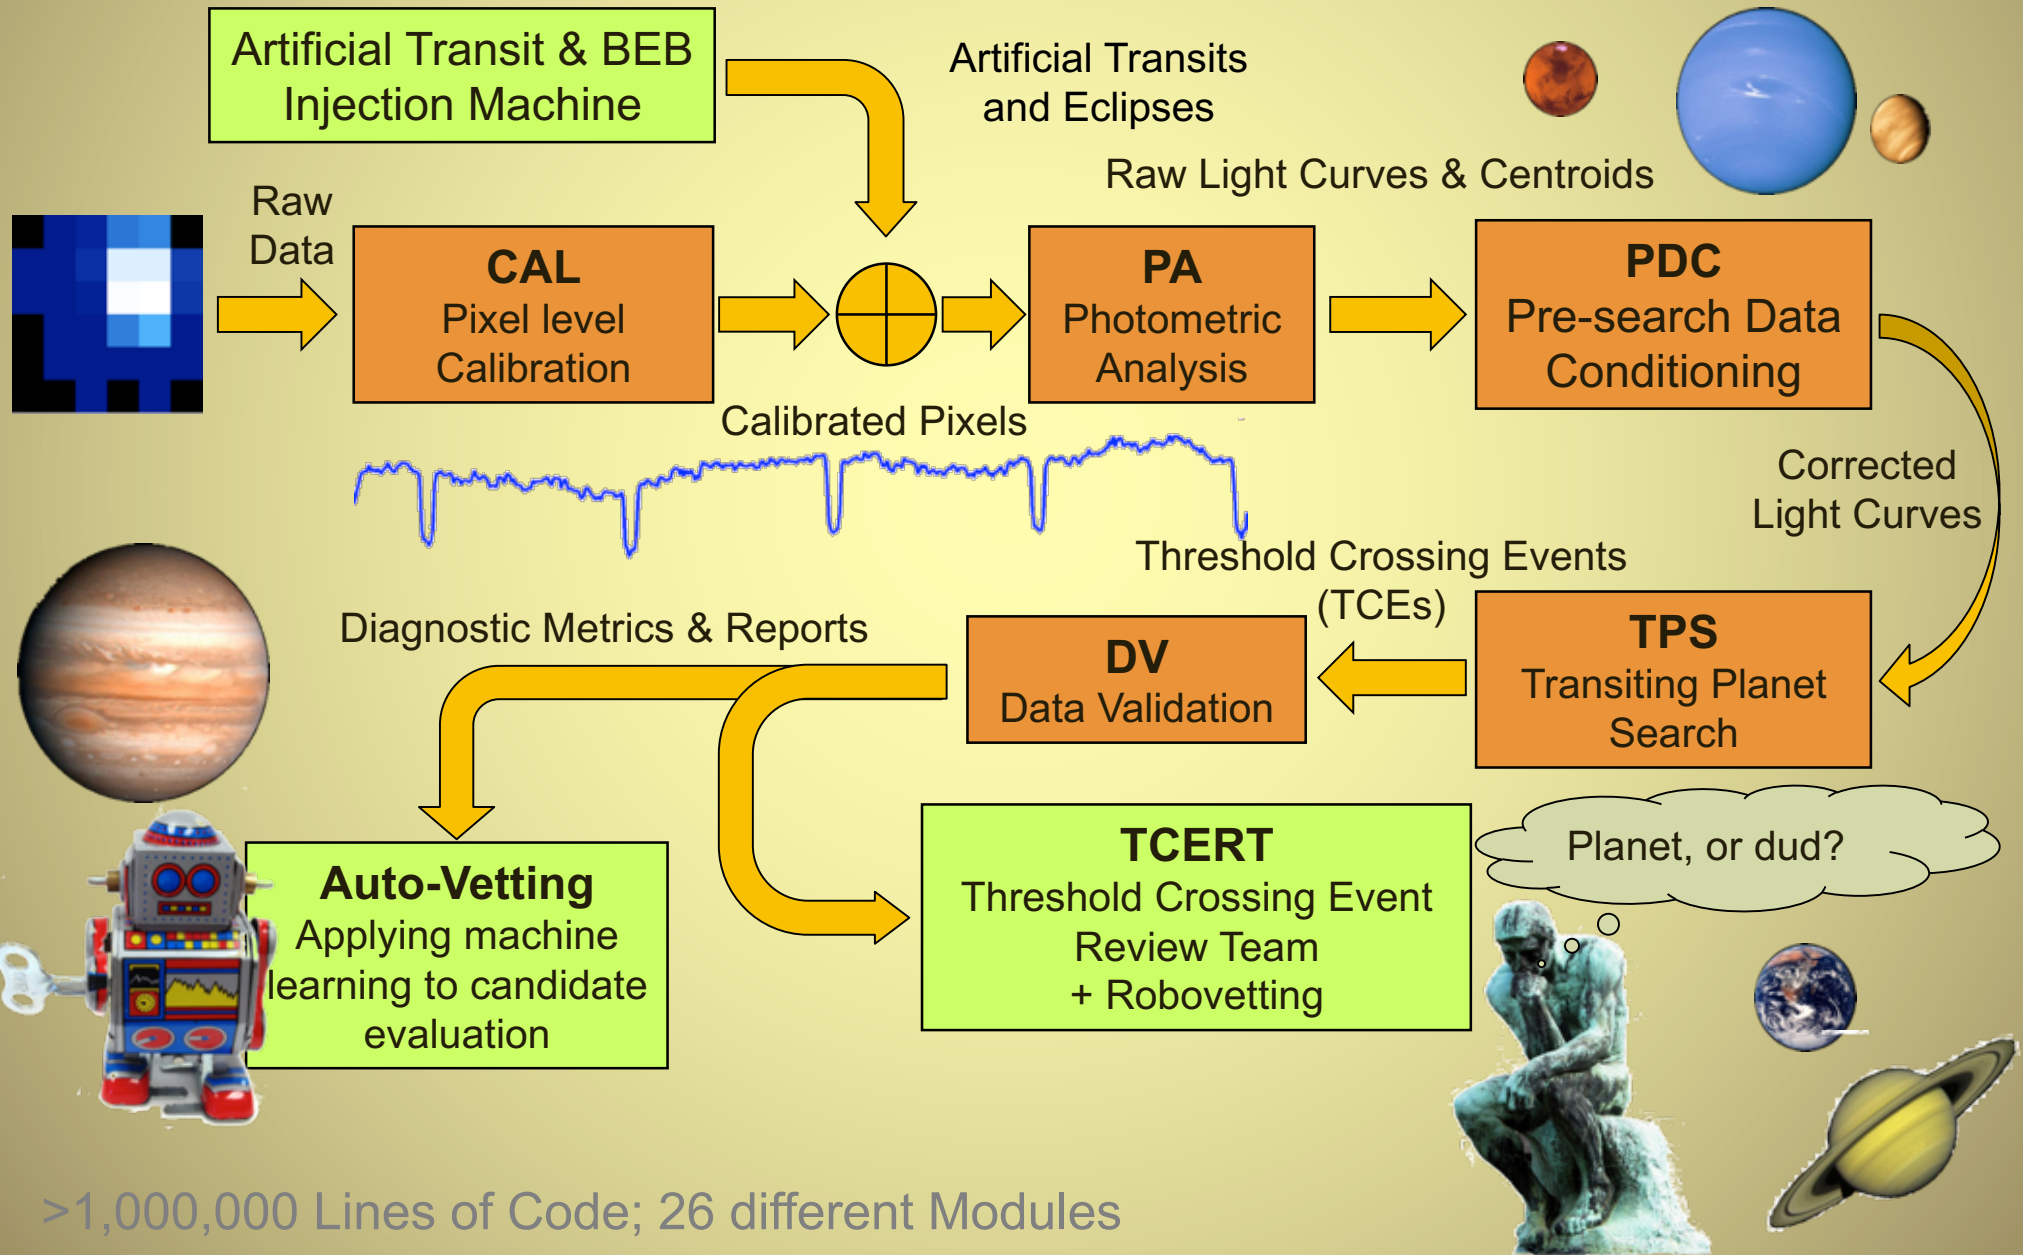 Artificial Transit & BEB
Injection Machine
Artificial Transits
and Eclipses
Raw Light Curves & Centroids
Raw
Data
CAL
Pixel level
Calibration
PA
Photometric
Analysis
PDC
Pre-search Data
Conditioning
Calibrated Pixels
Corrected
Light Curves
Threshold Crossing Events
(TCEs)
Diagnostic Metrics & Reports
DV
Data Validation
TPS
Transiting Planet
Search
Auto-Vetting
Applying machine
learning to candidate
evaluation
TCERT
Threshold Crossing Event
Review Team
+ Robovetting
Planet, or dud?
>1,000,000 Lines of Code; 26 different Modules